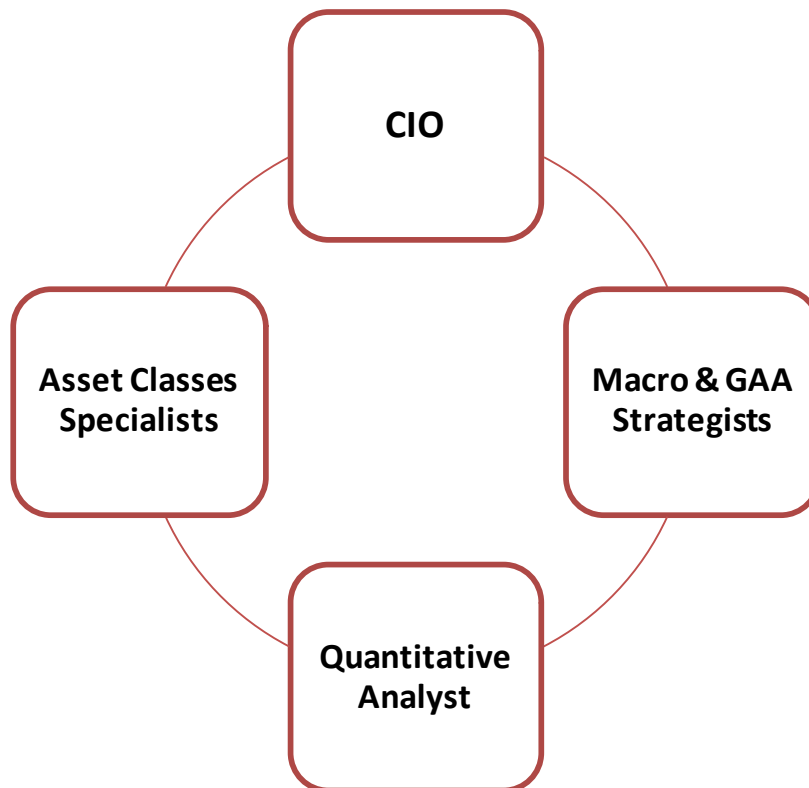 CIO
Asset Classes
Specialists
Macro & GAA
Strategists
Quantitative
Analyst